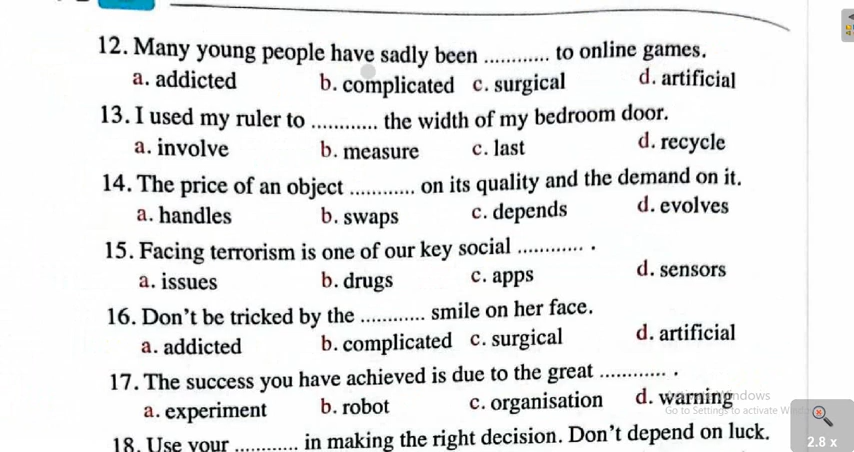 12. Many young people have sadly been ............ to online games.
a. addicted b. complicated c. surgical d. artificial
13. I used my ruler to ............ the width of my bedroom door.
a. involve b. measure c. last d. recycle
14. The price of an object ............ on its quality and the demand on it.
a. handles b. swaps c. depends d. evolves
15. Facing terrorism is one of our key social ............ .
a. issues b. drugs c. apps d. sensors
16. Don't be tricked by the ............ smile on her face.
a. addicted b. complicated c. surgical d. artificial
17. The success you have achieved is due to the great ............ .
a. experiment b. robot c. organisation d. warning
Go to Settings to activate
2.8 x
18. Use your ............ in making the right decision. Don't depend on luck.